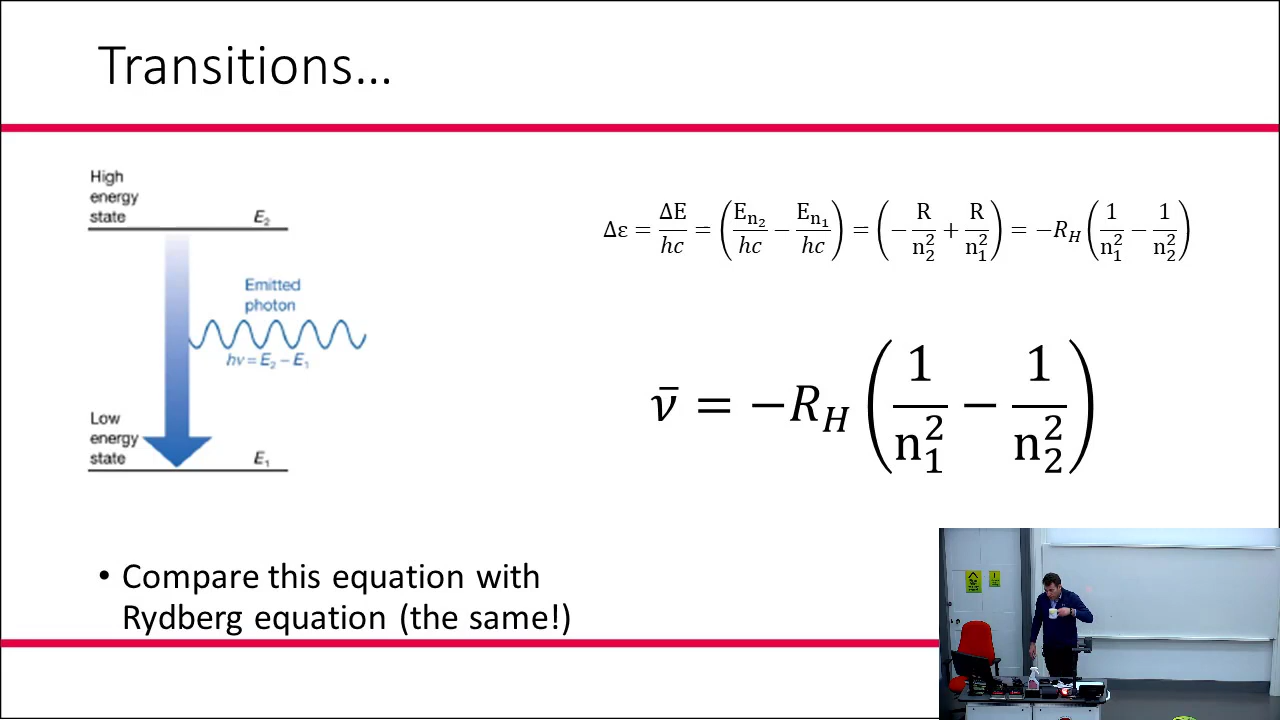 Transitions...
High
energy
state
E₂
Emitted
photon
hν = E₂ − E₁
Low
energy
state
E₁
Δε = ΔE/hc = (Eₙ₂/hc − Eₙ₁/hc) = (−R/n₂² + R/n₁²) = −R_H (1/n₁² − 1/n₂²)
ν̄ = −R_H (1/n₁² − 1/n₂²)
• Compare this equation with
Rydberg equation (the same!)